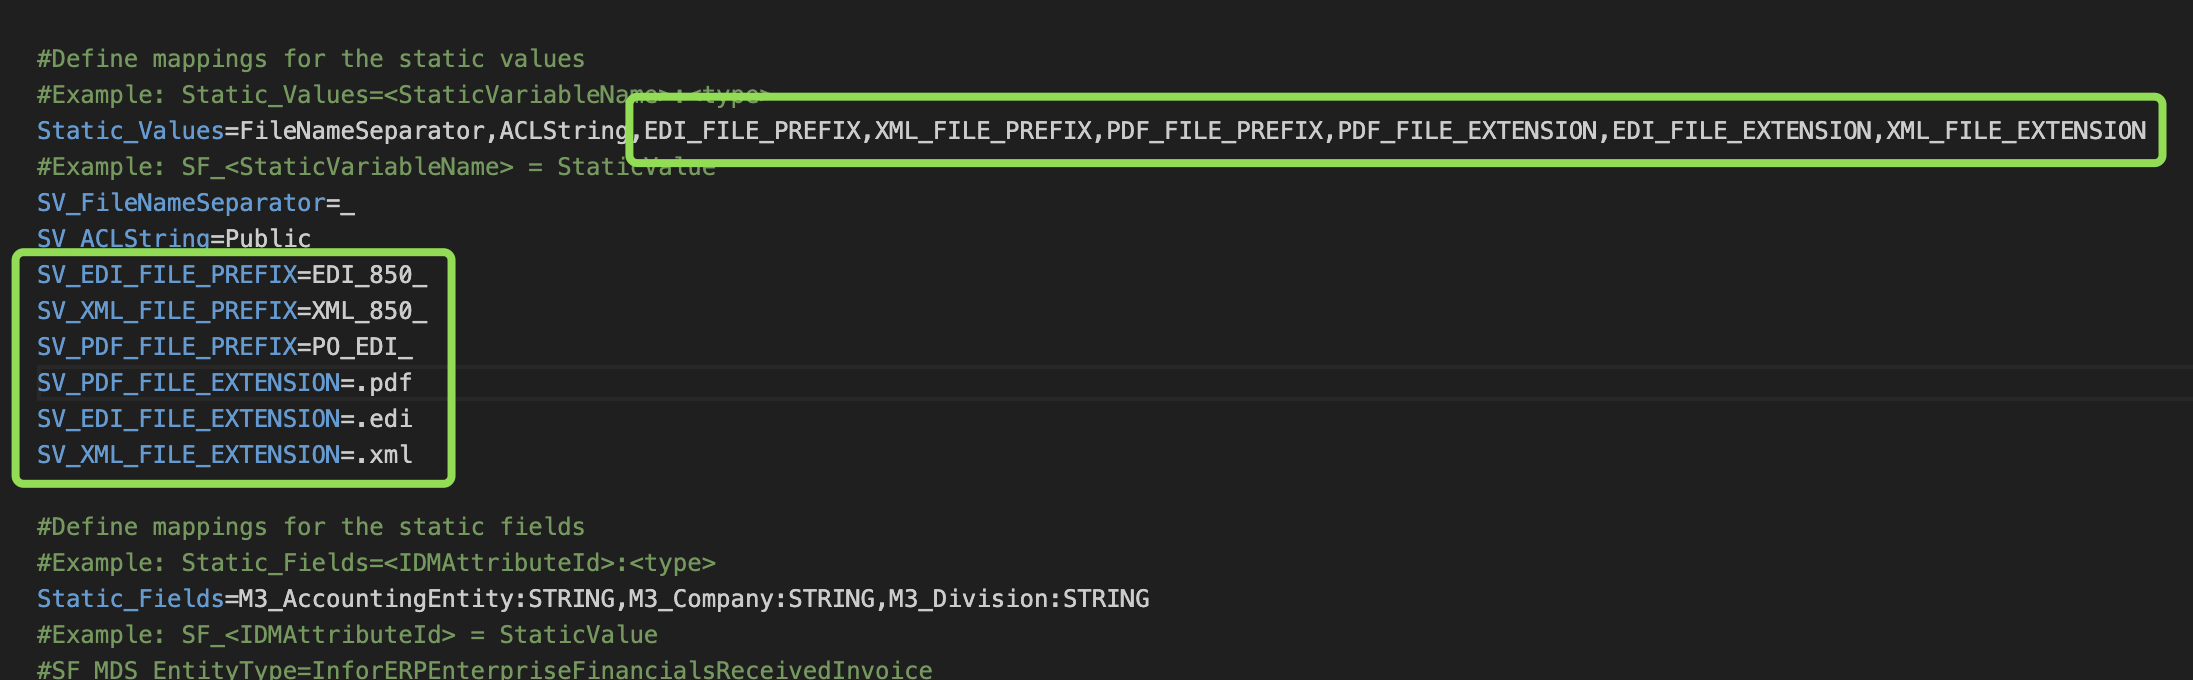 #Define mappings for the static values
#Example: Static_Values=<StaticVariableName>:<type>
Static_Values=FileNameSeparator,ACLString,EDI_FILE_PREFIX,XML_FILE_PREFIX,PDF_FILE_PREFIX,PDF_FILE_EXTENSION,EDI_FILE_EXTENSION,XML_FILE_EXTENSION
#Example: SF_<StaticVariableName> = StaticValue
SV_FileNameSeparator=_
SV_ACLString=Public
SV_EDI_FILE_PREFIX=EDI_850_
SV_XML_FILE_PREFIX=XML_850_
SV_PDF_FILE_PREFIX=PO_EDI_
SV_PDF_FILE_EXTENSION=.pdf
SV_EDI_FILE_EXTENSION=.edi
SV_XML_FILE_EXTENSION=.xml
#Define mappings for the static fields
#Example: Static_Fields=<IDMAttributeId>:<type>
Static_Fields=M3_AccountingEntity:STRING,M3_Company:STRING,M3_Division:STRING
#Example: SF_<IDMAttributeId> = StaticValue
#SF_MDS_EntityType=InforERPEnterpriseFinancialsReceivedInvoice